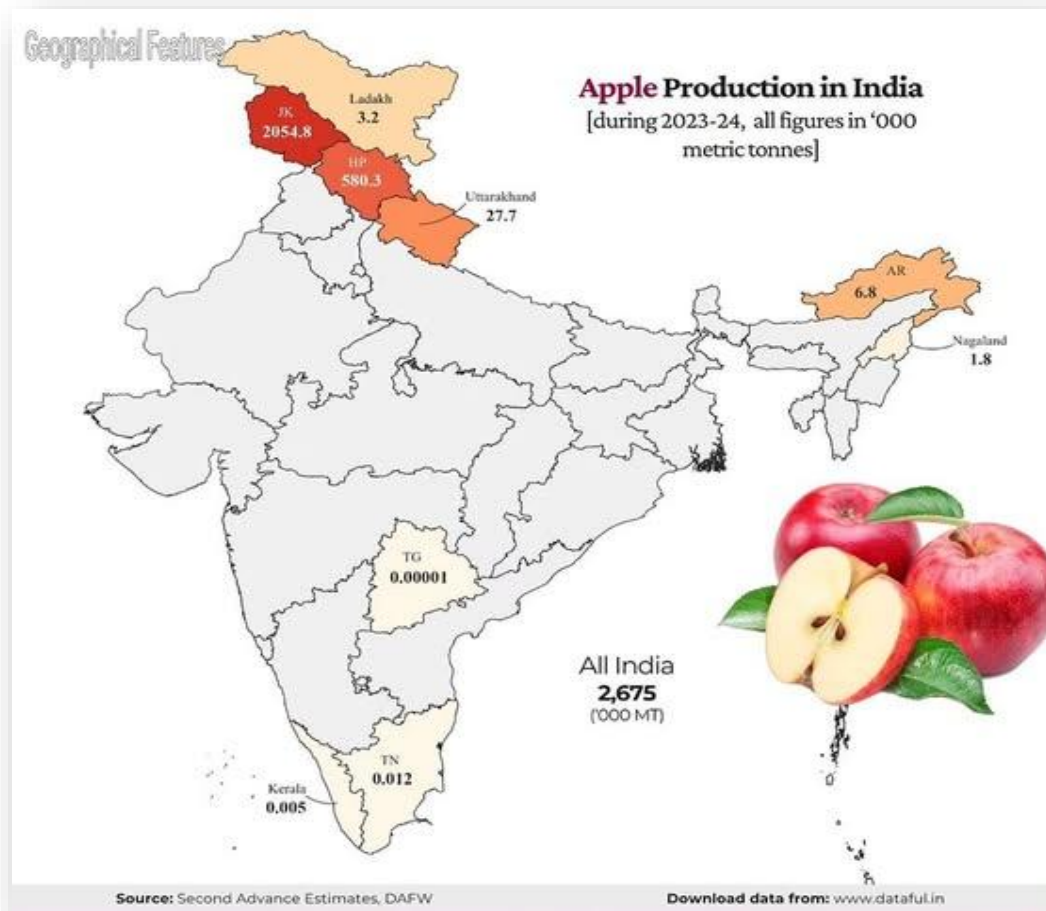 Geographical Features
Apple Production in India
[during 2023-24, all figures in ‘000
metric tonnes]
Ladakh
3.2
JK
2054.8
HP
580.3
Uttarakhand
27.7
AR
6.8
Nagaland
1.8
TG
0.00001
All India
2,675
('000 MT)
TN
0.012
Kerala
0.005
Source: Second Advance Estimates, DAFW
Download data from: www.dataful.in